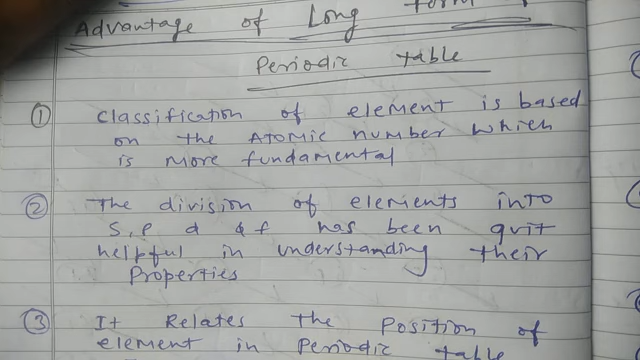 Advantage of Long form of
Periodic table
① Classification of element is based
on the Atomic number which
is more fundamental
② The division of elements into
S, P d & f has been quit
helpful in understanding their
Properties
③ It Relates the Position of
element in Periodic table